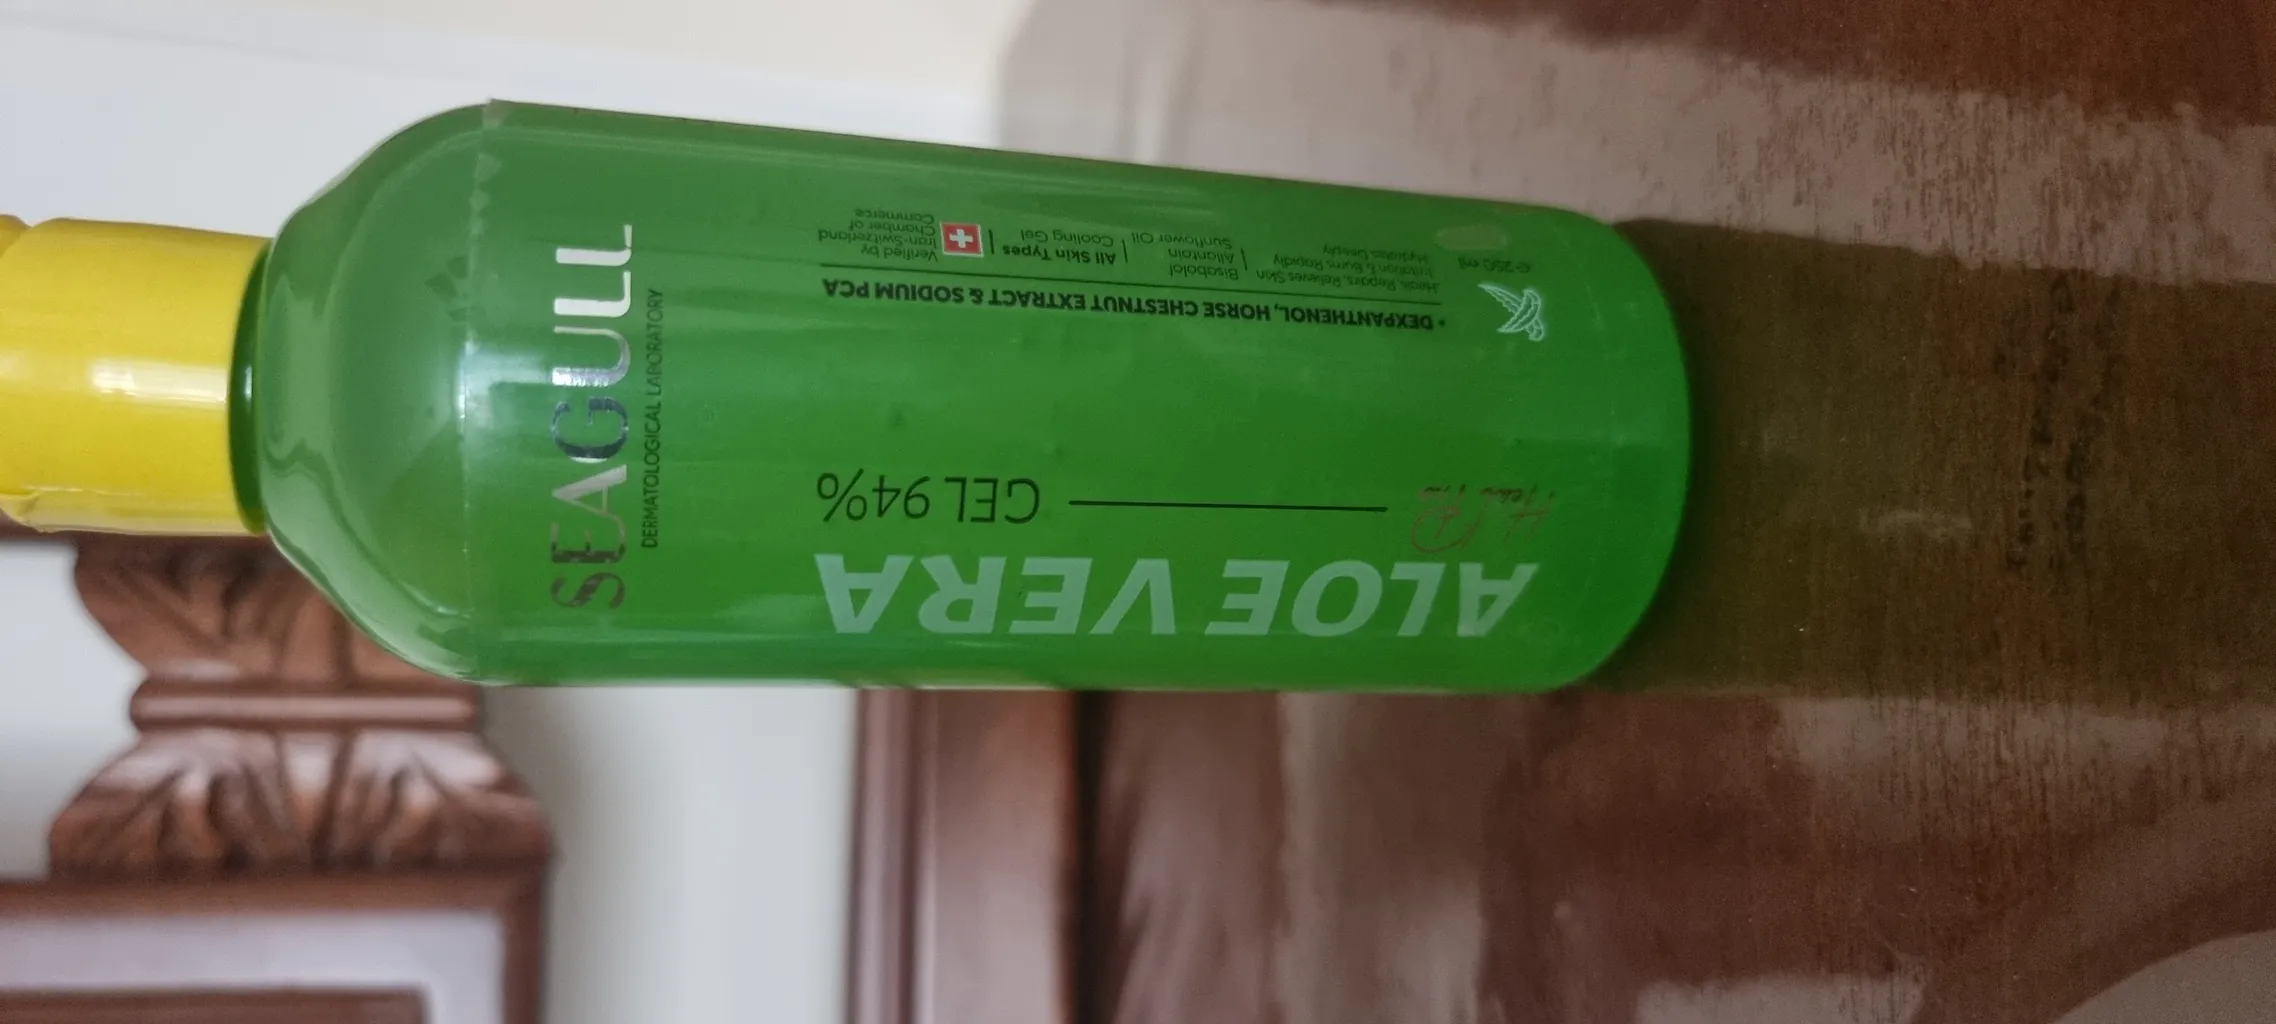 SEAGULL
DERMATOLOGICAL LABORATORY
ALOE VERA
GEL 94%
• DEXPANTHENOL, HORSE CHESTNUT EXTRACT & SODIUM PCA
Verified by
Iran-Switzerland
Chamber of
Commerce
All Skin Types
Cooling Gel
Bisabolol
Allantoin
Sunflower Oil
Heals, Repairs, Relieves Skin
Irritation & Burns Rapidly
Hydrates Deeply
e 250 ml